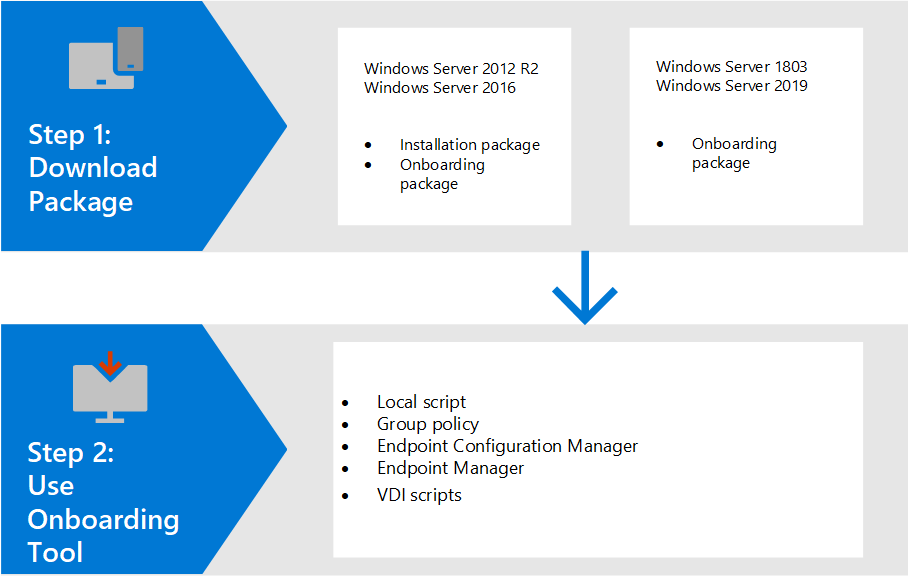 Step 1:
Download
Package
Windows Server 2012 R2
Windows Server 2016
• Installation package
• Onboarding
package
Windows Server 1803
Windows Server 2019
• Onboarding
package
Step 2:
Use
Onboarding
Tool
• Local script
• Group policy
• Endpoint Configuration Manager
• Endpoint Manager
• VDI scripts